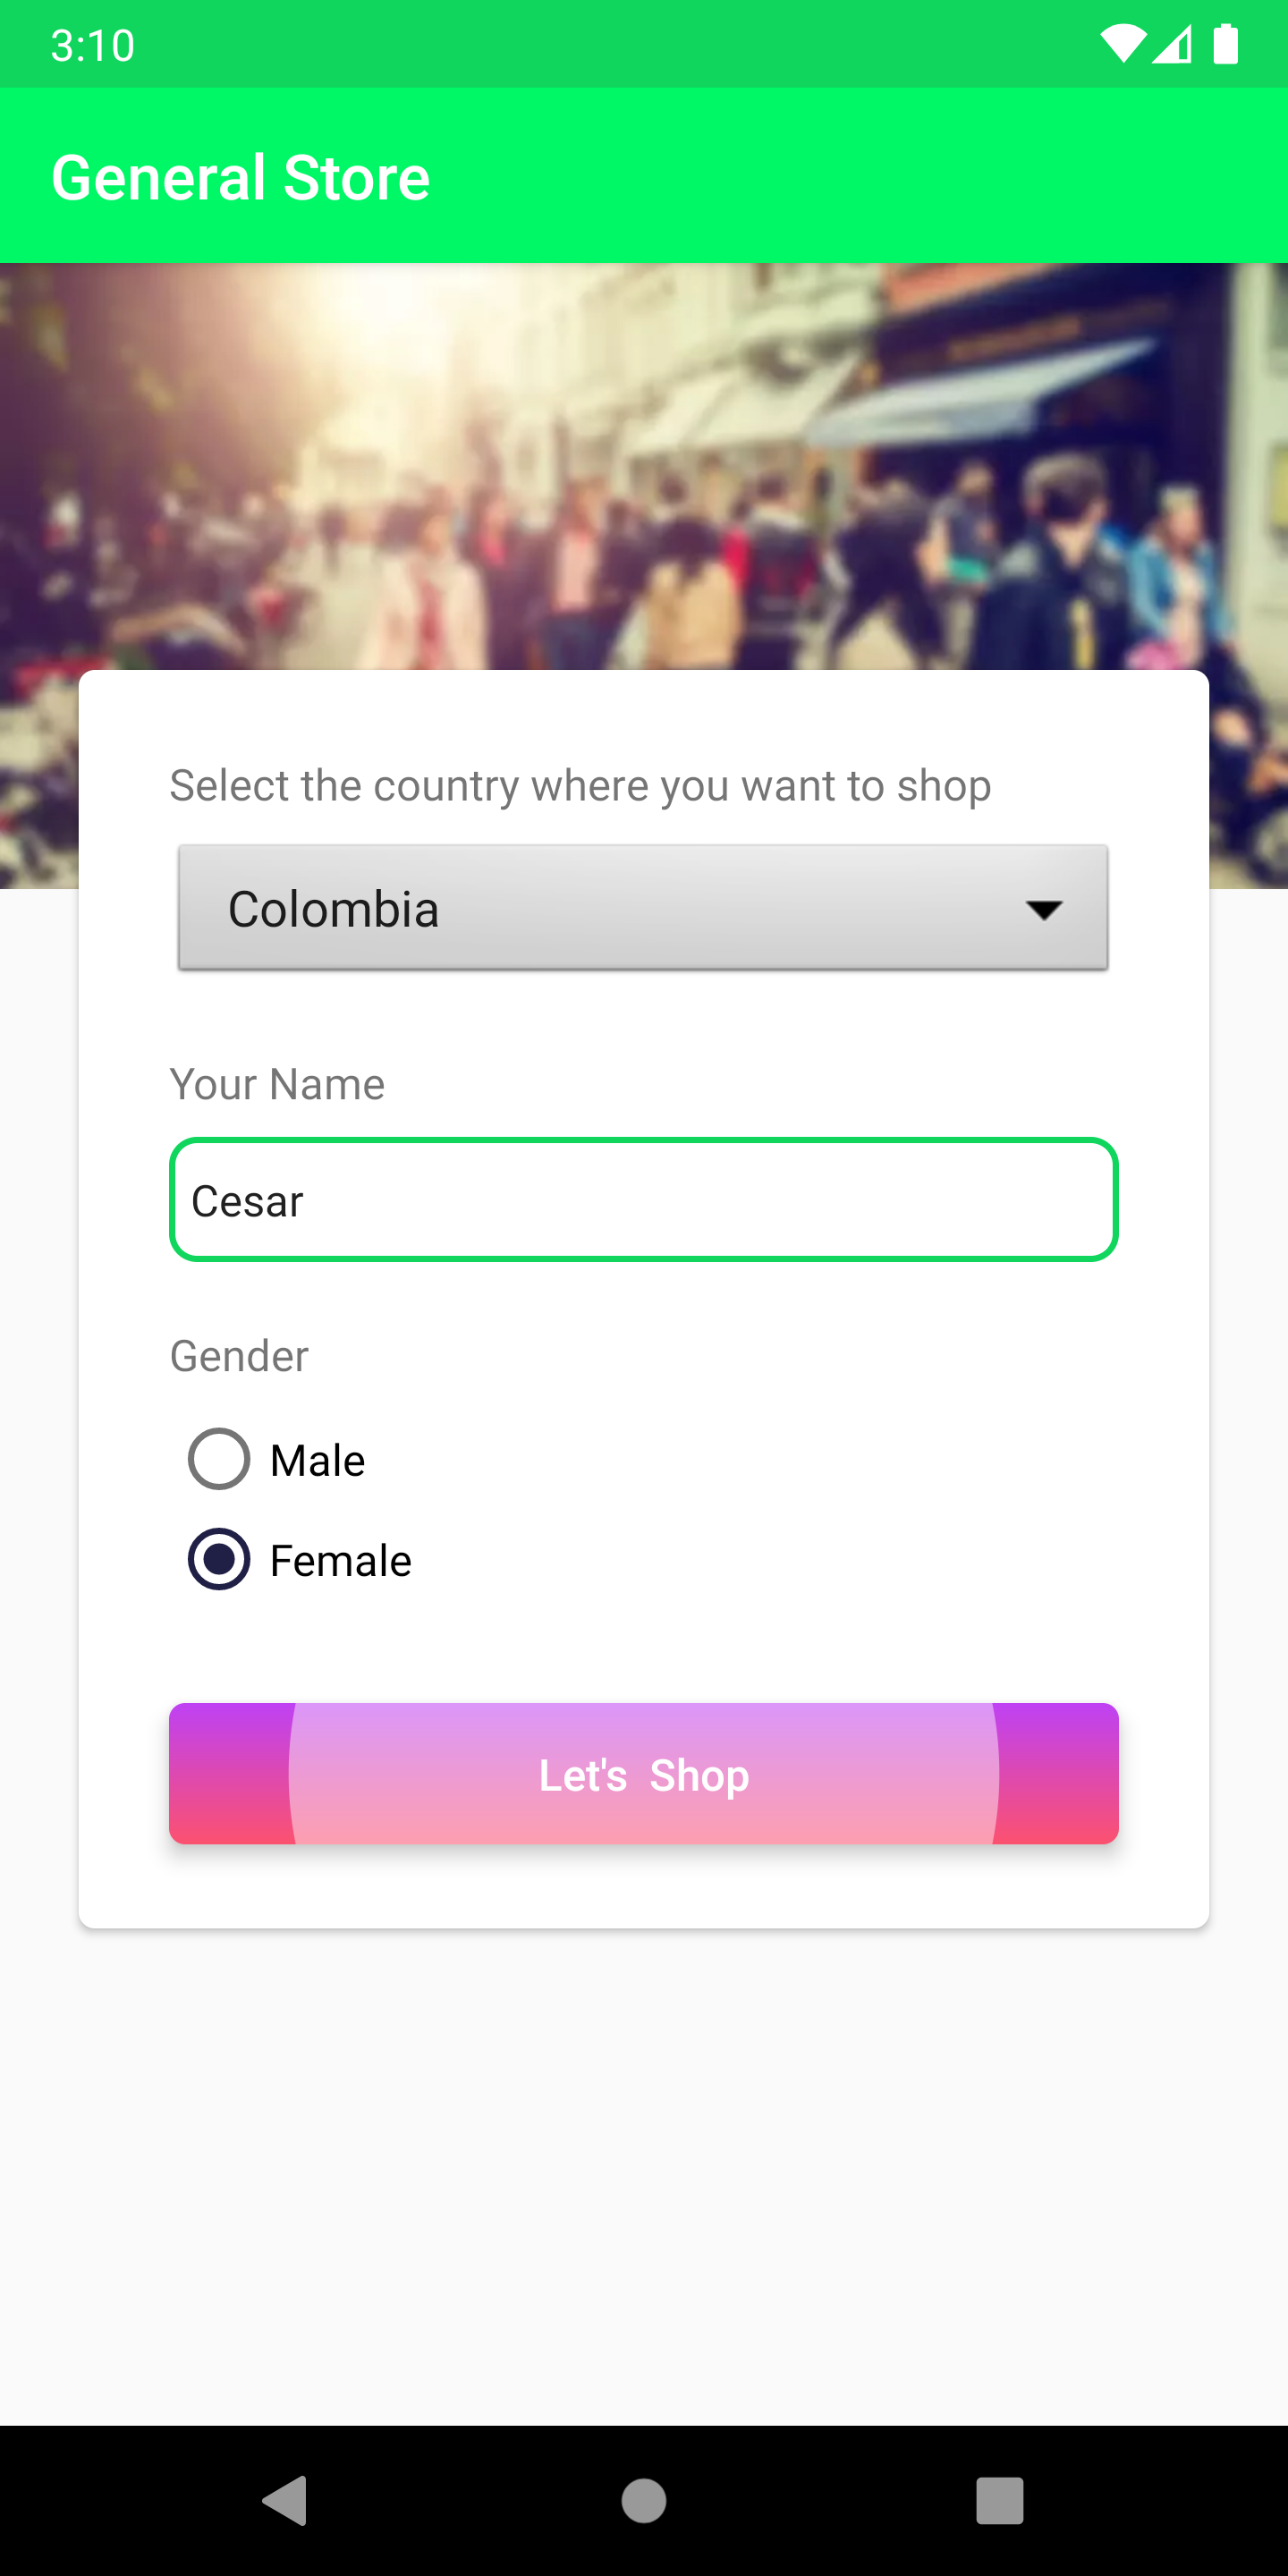 3:10
General Store
Select the country where you want to shop
Colombia
Your Name
Cesar
Gender
Male
Female
Let's Shop